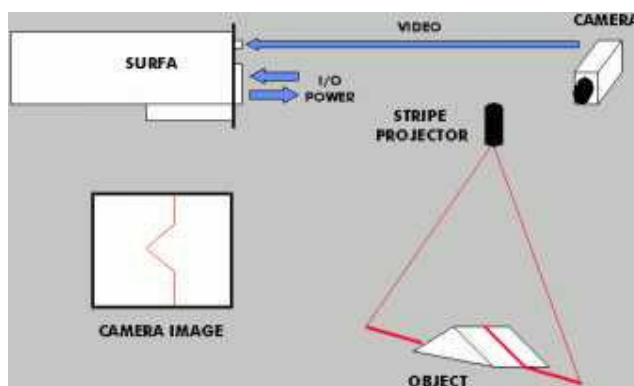 CAMERA
VIDEO
SURFA
I/O
POWER
STRIPE
PROJECTOR
CAMERA IMAGE
OBJECT